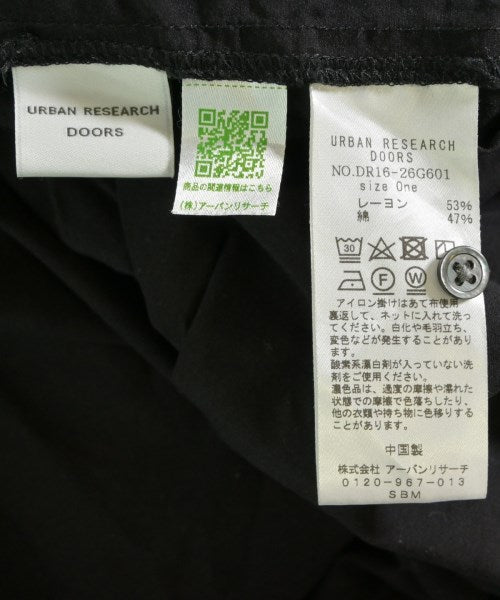 URBAN RESEARCH
DOORS
商品の関連情報はこちら
(株)アーバンリサーチ
URBAN RESEARCH
DOORS
NO.DR16-26G601
size One
レーヨン 53%
綿 47%
30
F
W
アイロン掛けはあて布使用
裏返して、ネットに入れて洗っ
てください。白化や毛羽立ち、
変色などが発生することがあり
ます。
酸素系漂白剤が入っていない洗
剤をご使用ください。
濃色品は、過度の摩擦や濡れた
状態での摩擦で色落ちしたり、
他の衣類や持ち物に色移りする
ことがあります。
中国製
株式会社 アーバンリサーチ
0120-967-013
SBM